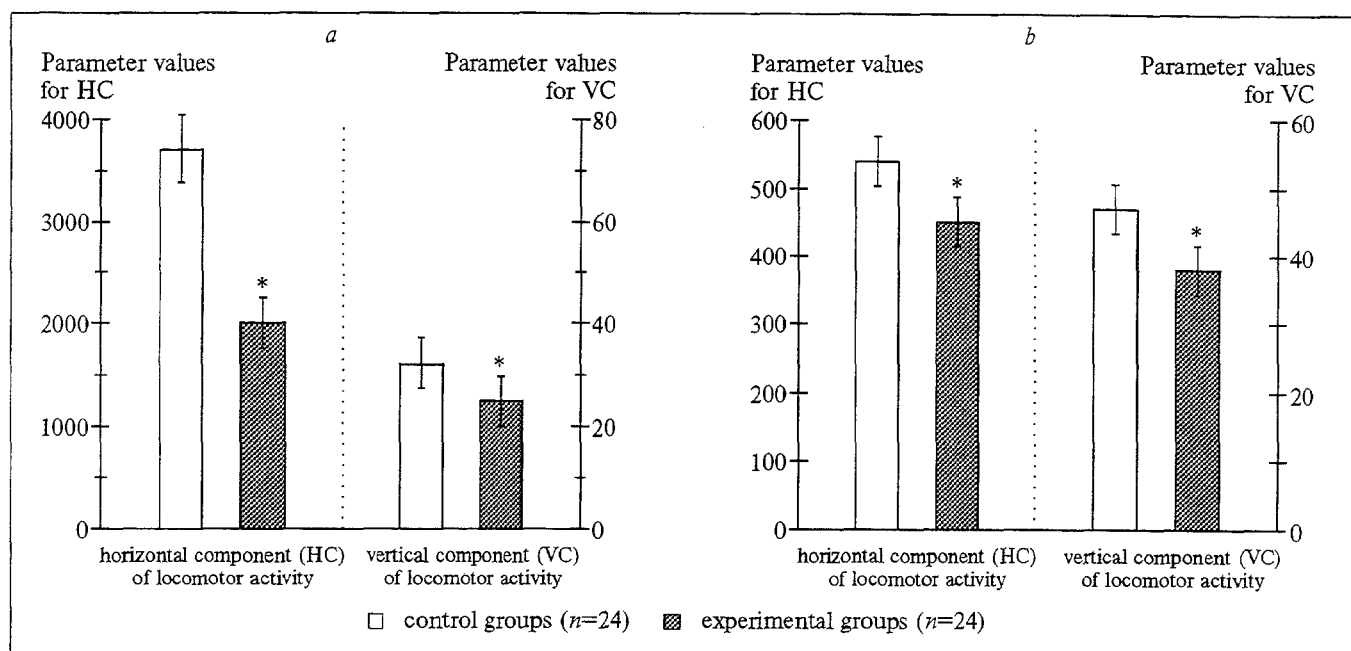 a
Parameter values
for HC
Parameter values
for VC
4000
3000
2000
1000
0
80
60
40
20
0
*
*
horizontal component (HC)
of locomotor activity
vertical component (VC)
of locomotor activity
b
Parameter values
for HC
Parameter values
for VC
600
500
400
300
200
100
0
60
40
20
0
*
*
horizontal component (HC)
of locomotor activity
vertical component (VC)
of locomotor activity
control groups (n=24)
experimental groups (n=24)